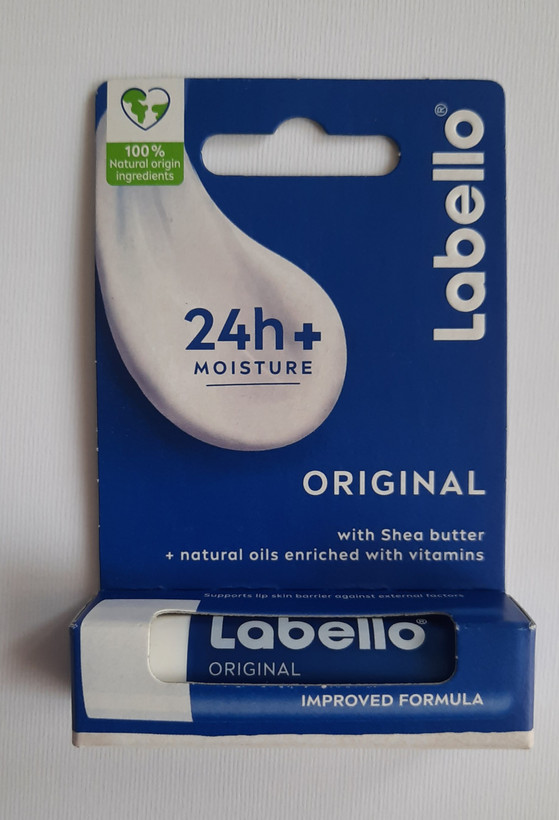 100%
Natural origin
ingredients
Labello®
24h+
MOISTURE
ORIGINAL
with Shea butter
+ natural oils enriched with vitamins
Supports lip skin barrier against external factors
Labello®
ORIGINAL
IMPROVED FORMULA